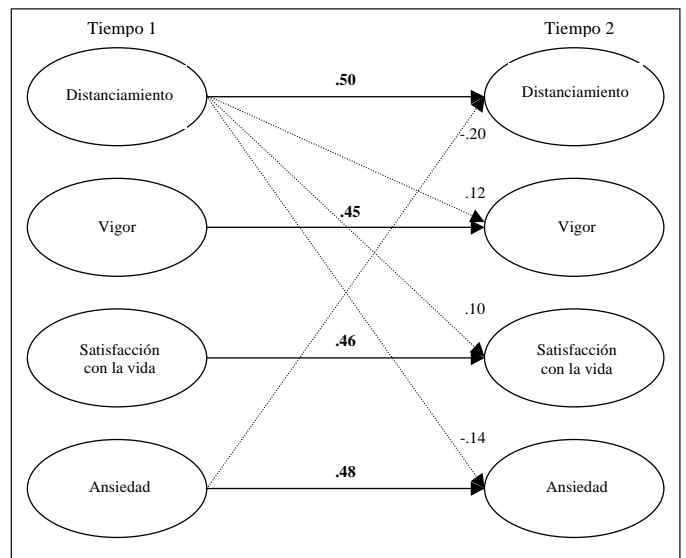 Tiempo 1
Tiempo 2
Distanciamiento
.50
Distanciamiento
-.20
.12
Vigor
.45
Vigor
.10
Satisfacción
con la vida
.46
Satisfacción
con la vida
-.14
Ansiedad
.48
Ansiedad